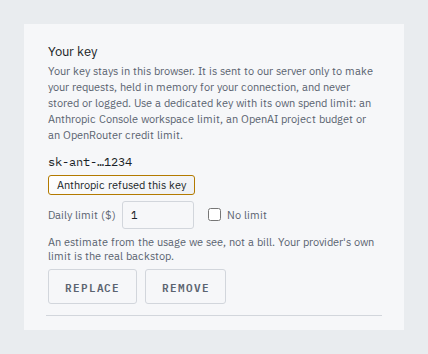 Your key
Your key stays in this browser. It is sent to our server only to make
your requests, held in memory for your connection, and never
stored or logged. Use a dedicated key with its own spend limit: an
Anthropic Console workspace limit, an OpenAI project budget or
an OpenRouter credit limit.
sk-ant-…1234
Anthropic refused this key
Daily limit ($) 1 No limit
An estimate from the usage we see, not a bill. Your provider's own
limit is the real backstop.
REPLACE REMOVE